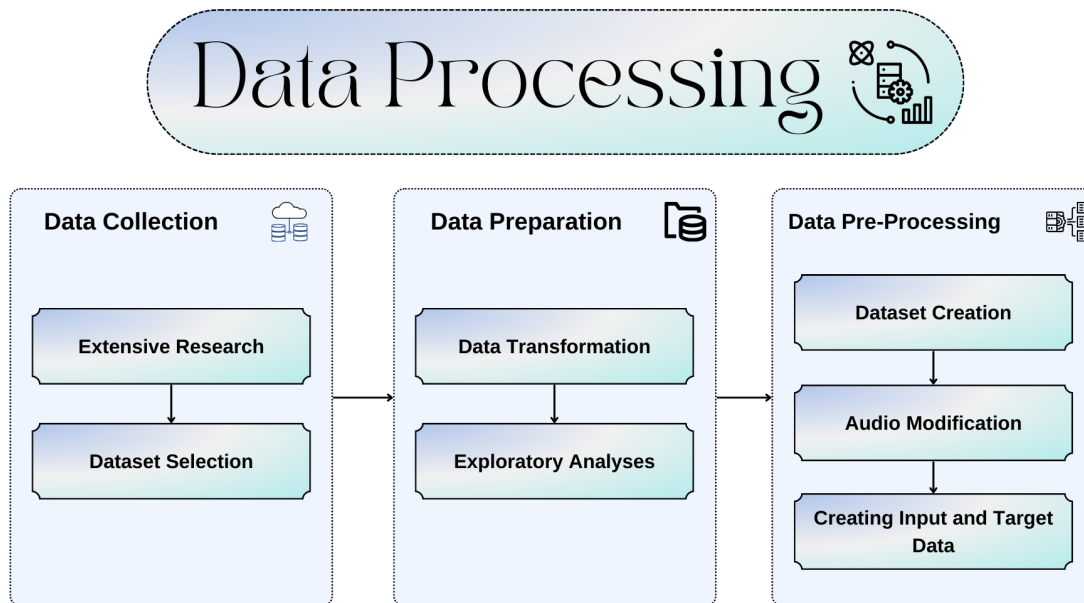 Data Processing
Data Collection
Extensive Research
Dataset Selection
Data Preparation
Data Transformation
Exploratory Analyses
Data Pre-Processing
Dataset Creation
Audio Modification
Creating Input and Target
Data